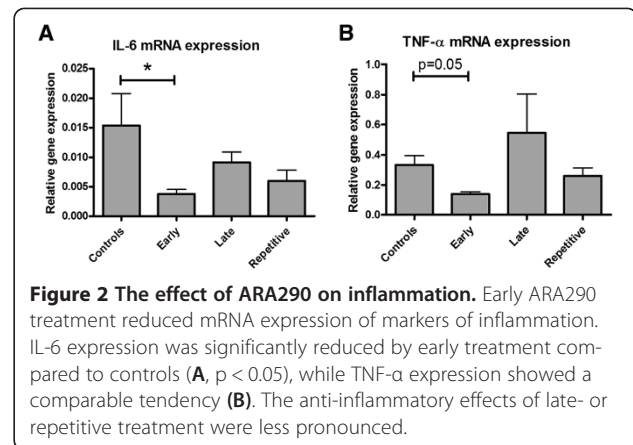 A
IL-6 mRNA expression
*
Relative gene expression
0.025
0.020
0.015
0.010
0.005
0.000
Controls
Early
Late
Repetitive
B
TNF-α mRNA expression
p=0.05
Relative gene expression
1.0
0.8
0.6
0.4
0.2
0.0
Controls
Early
Late
Repetitive
Figure 2 The effect of ARA290 on inflammation. Early ARA290
treatment reduced mRNA expression of markers of inflammation.
IL-6 expression was significantly reduced by early treatment com-
pared to controls (A, p < 0.05), while TNF-α expression showed a
comparable tendency (B). The anti-inflammatory effects of late- or
repetitive treatment were less pronounced.